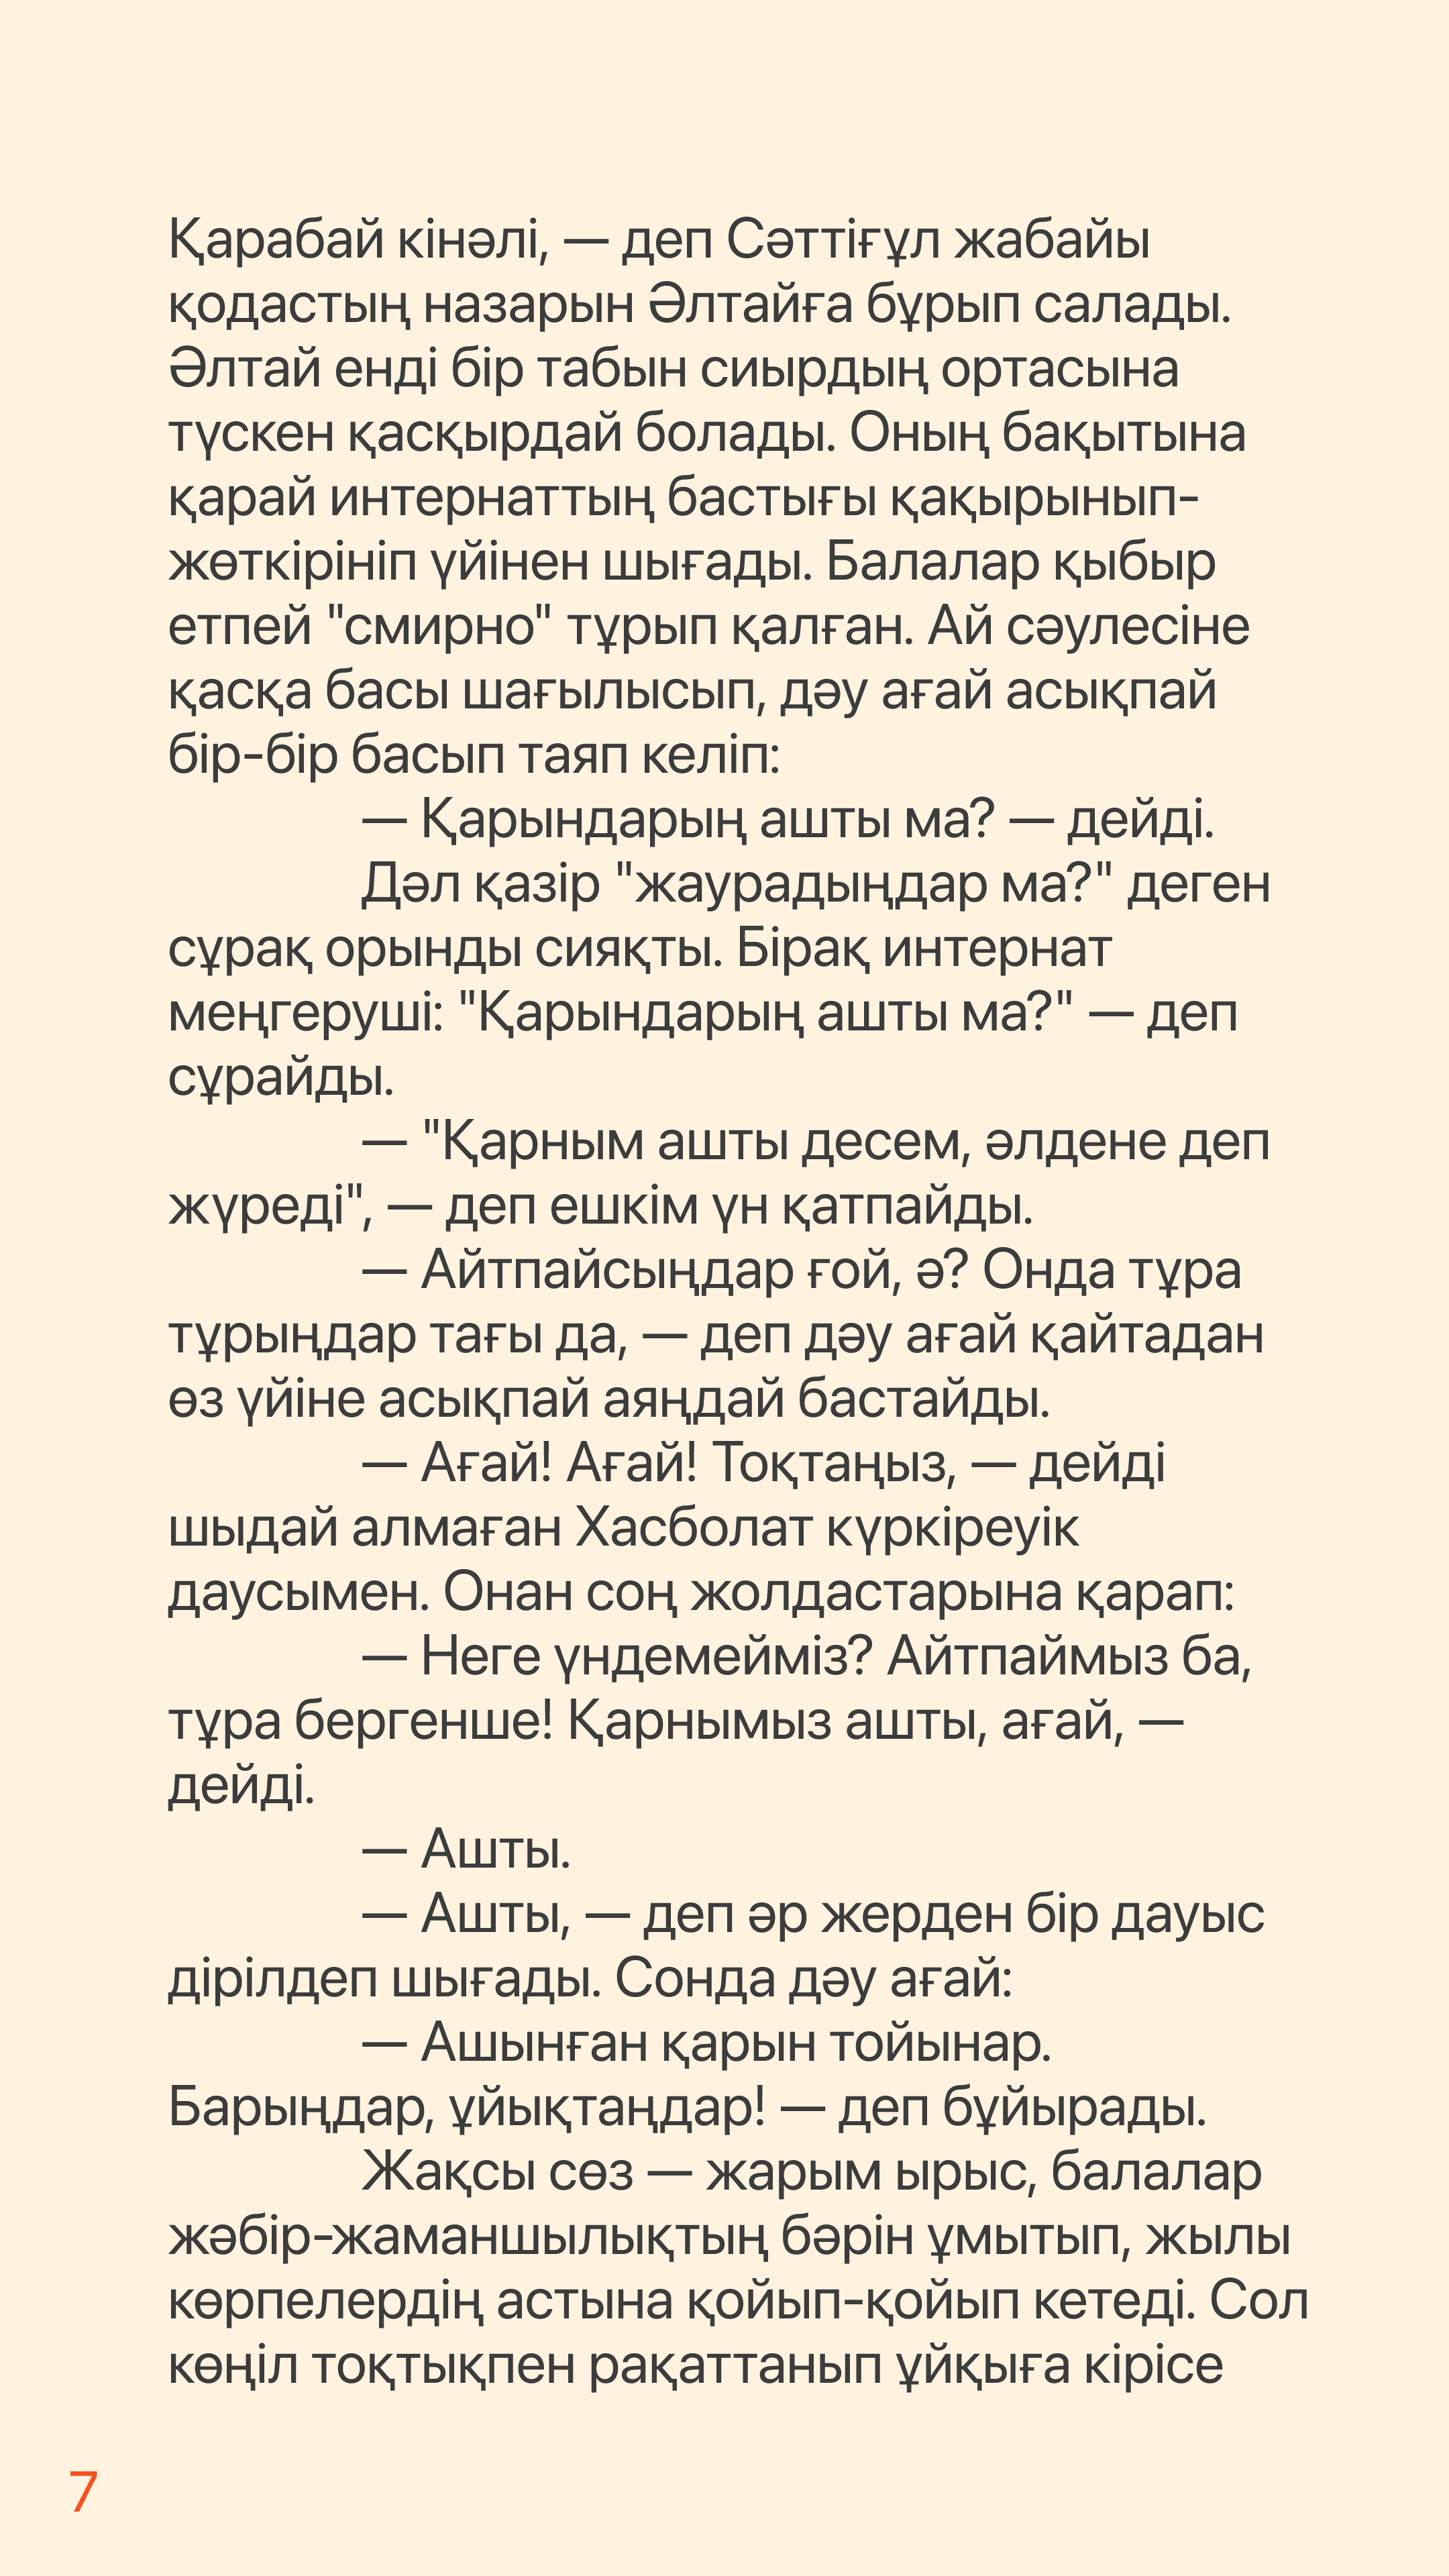 Қарабай кінәлі, — деп Сәттіғұл жабайы
қодастың назарын Әлтайға бұрып салады.
Әлтай енді бір табын сиырдың ортасына
түскен қасқырдай болады. Оның бақытына
қарай интернаттың бастығы қақырынып-
жөткірініп үйінен шығады. Балалар қыбыр
етпей "смирно" тұрып қалған. Ай сәулесіне
қасқа басы шағылысып, дәу ағай асықпай
бір-бір басып таяп келіп:
— Қарындарың ашты ма? — дейді.
Дәл қазір "жаурадыңдар ма?" деген
сұрақ орынды сияқты. Бірақ интернат
меңгеруші: "Қарындарың ашты ма?" — деп
сұрайды.
— "Қарным ашты десем, әлдене деп
жүреді", — деп ешкім үн қатпайды.
— Айтпайсыңдар ғой, ә? Онда тұра
тұрыңдар тағы да, — деп дәу ағай қайтадан
өз үйіне асықпай аяңдай бастайды.
— Ағай! Ағай! Тоқтаңыз, — дейді
шыдай алмаған Хасболат күркіреуік
даусымен. Онан соң жолдастарына қарап:
— Неге үндемейміз? Айтпаймыз ба,
тұра бергенше! Қарнымыз ашты, ағай, —
дейді.
— Ашты.
— Ашты, — деп әр жерден бір дауыс
дірілдеп шығады. Сонда дәу ағай:
— Ашынған қарын тойынар.
Барыңдар, ұйықтаңдар! — деп бұйырады.
Жақсы сөз — жарым ырыс, балалар
жәбір-жаманшылықтың бәрін ұмытып, жылы
көрпелердің астына қойып-қойып кетеді. Сол
көңіл тоқтықпен рақаттанып ұйқыға кірісе
7